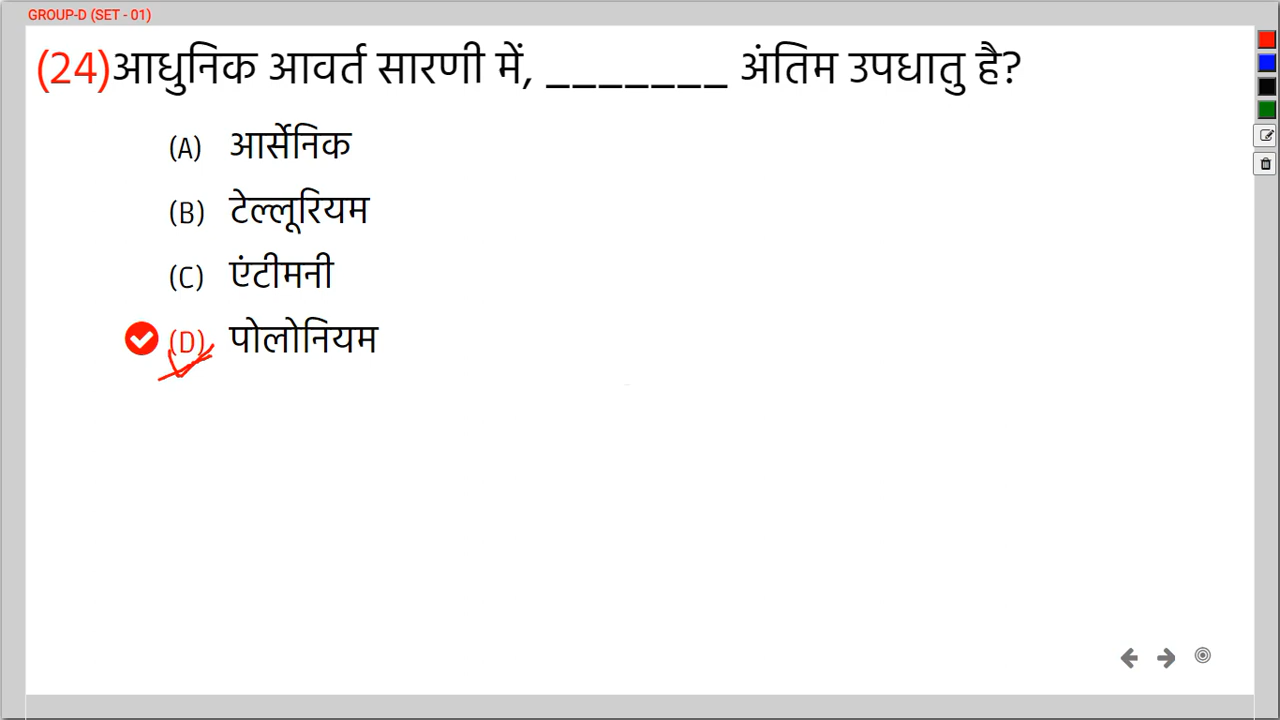 GROUP-D (SET - 01)
(24)आधुनिक आवर्त सारणी में, _______ अंतिम उपधातु है?
(A) आर्सेनिक
(B) टेल्लूरियम
(C) एंटीमनी
(D) पोलोनियम